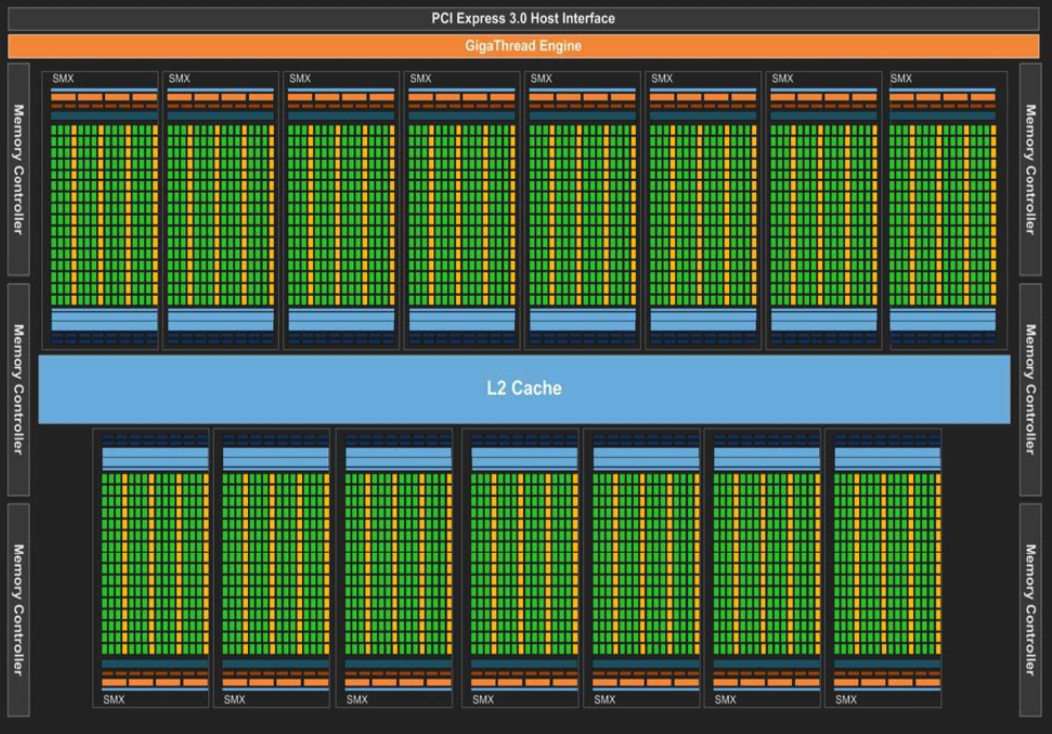 PCI Express 3.0 Host Interface
GigaThread Engine
SMX
SMX
SMX
SMX
SMX
SMX
SMX
SMX
Memory Controller
Memory Controller
Memory Controller
Memory Controller
L2 Cache
Memory Controller
Memory Controller
SMX
SMX
SMX
SMX
SMX
SMX
SMX